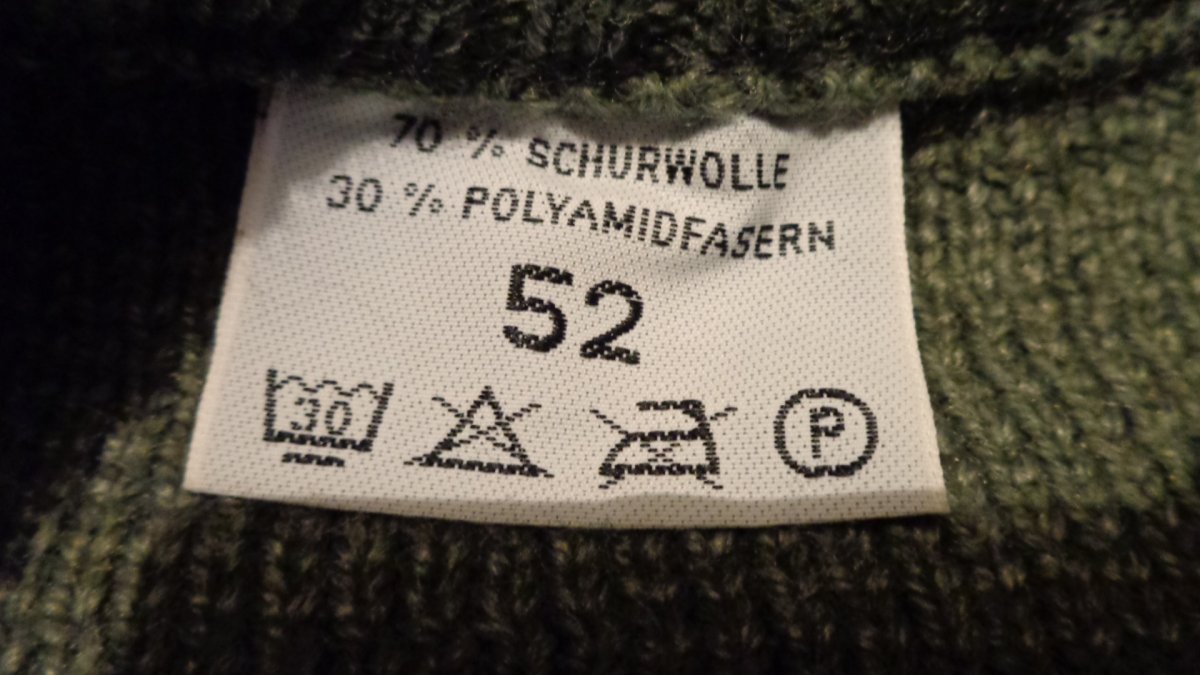 70 % SCHURWOLLE
30 % POLYAMIDFASERN
52
30 P